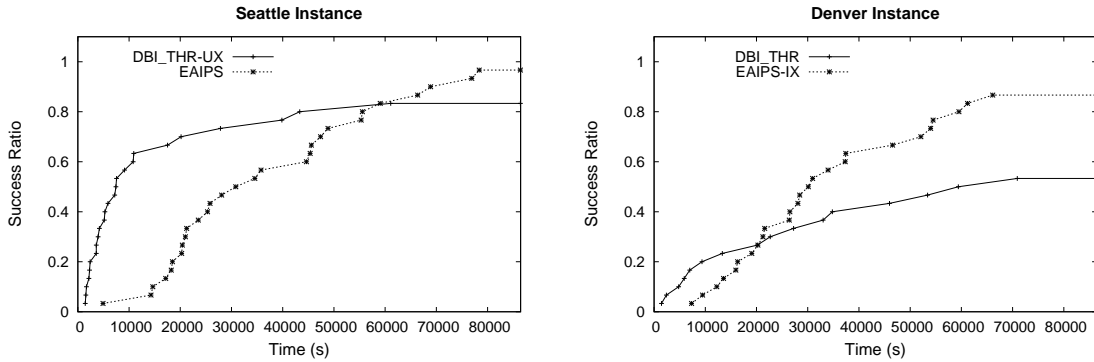 Seattle Instance
Success Ratio
1
0.8
0.6
0.4
0.2
0
DBI_THR-UX
EAIPS
0 10000 20000 30000 40000 50000 60000 70000 80000
Time (s)
Denver Instance
Success Ratio
1
0.8
0.6
0.4
0.2
0
DBI_THR
EAIPS-IX
0 10000 20000 30000 40000 50000 60000 70000 80000
Time (s)